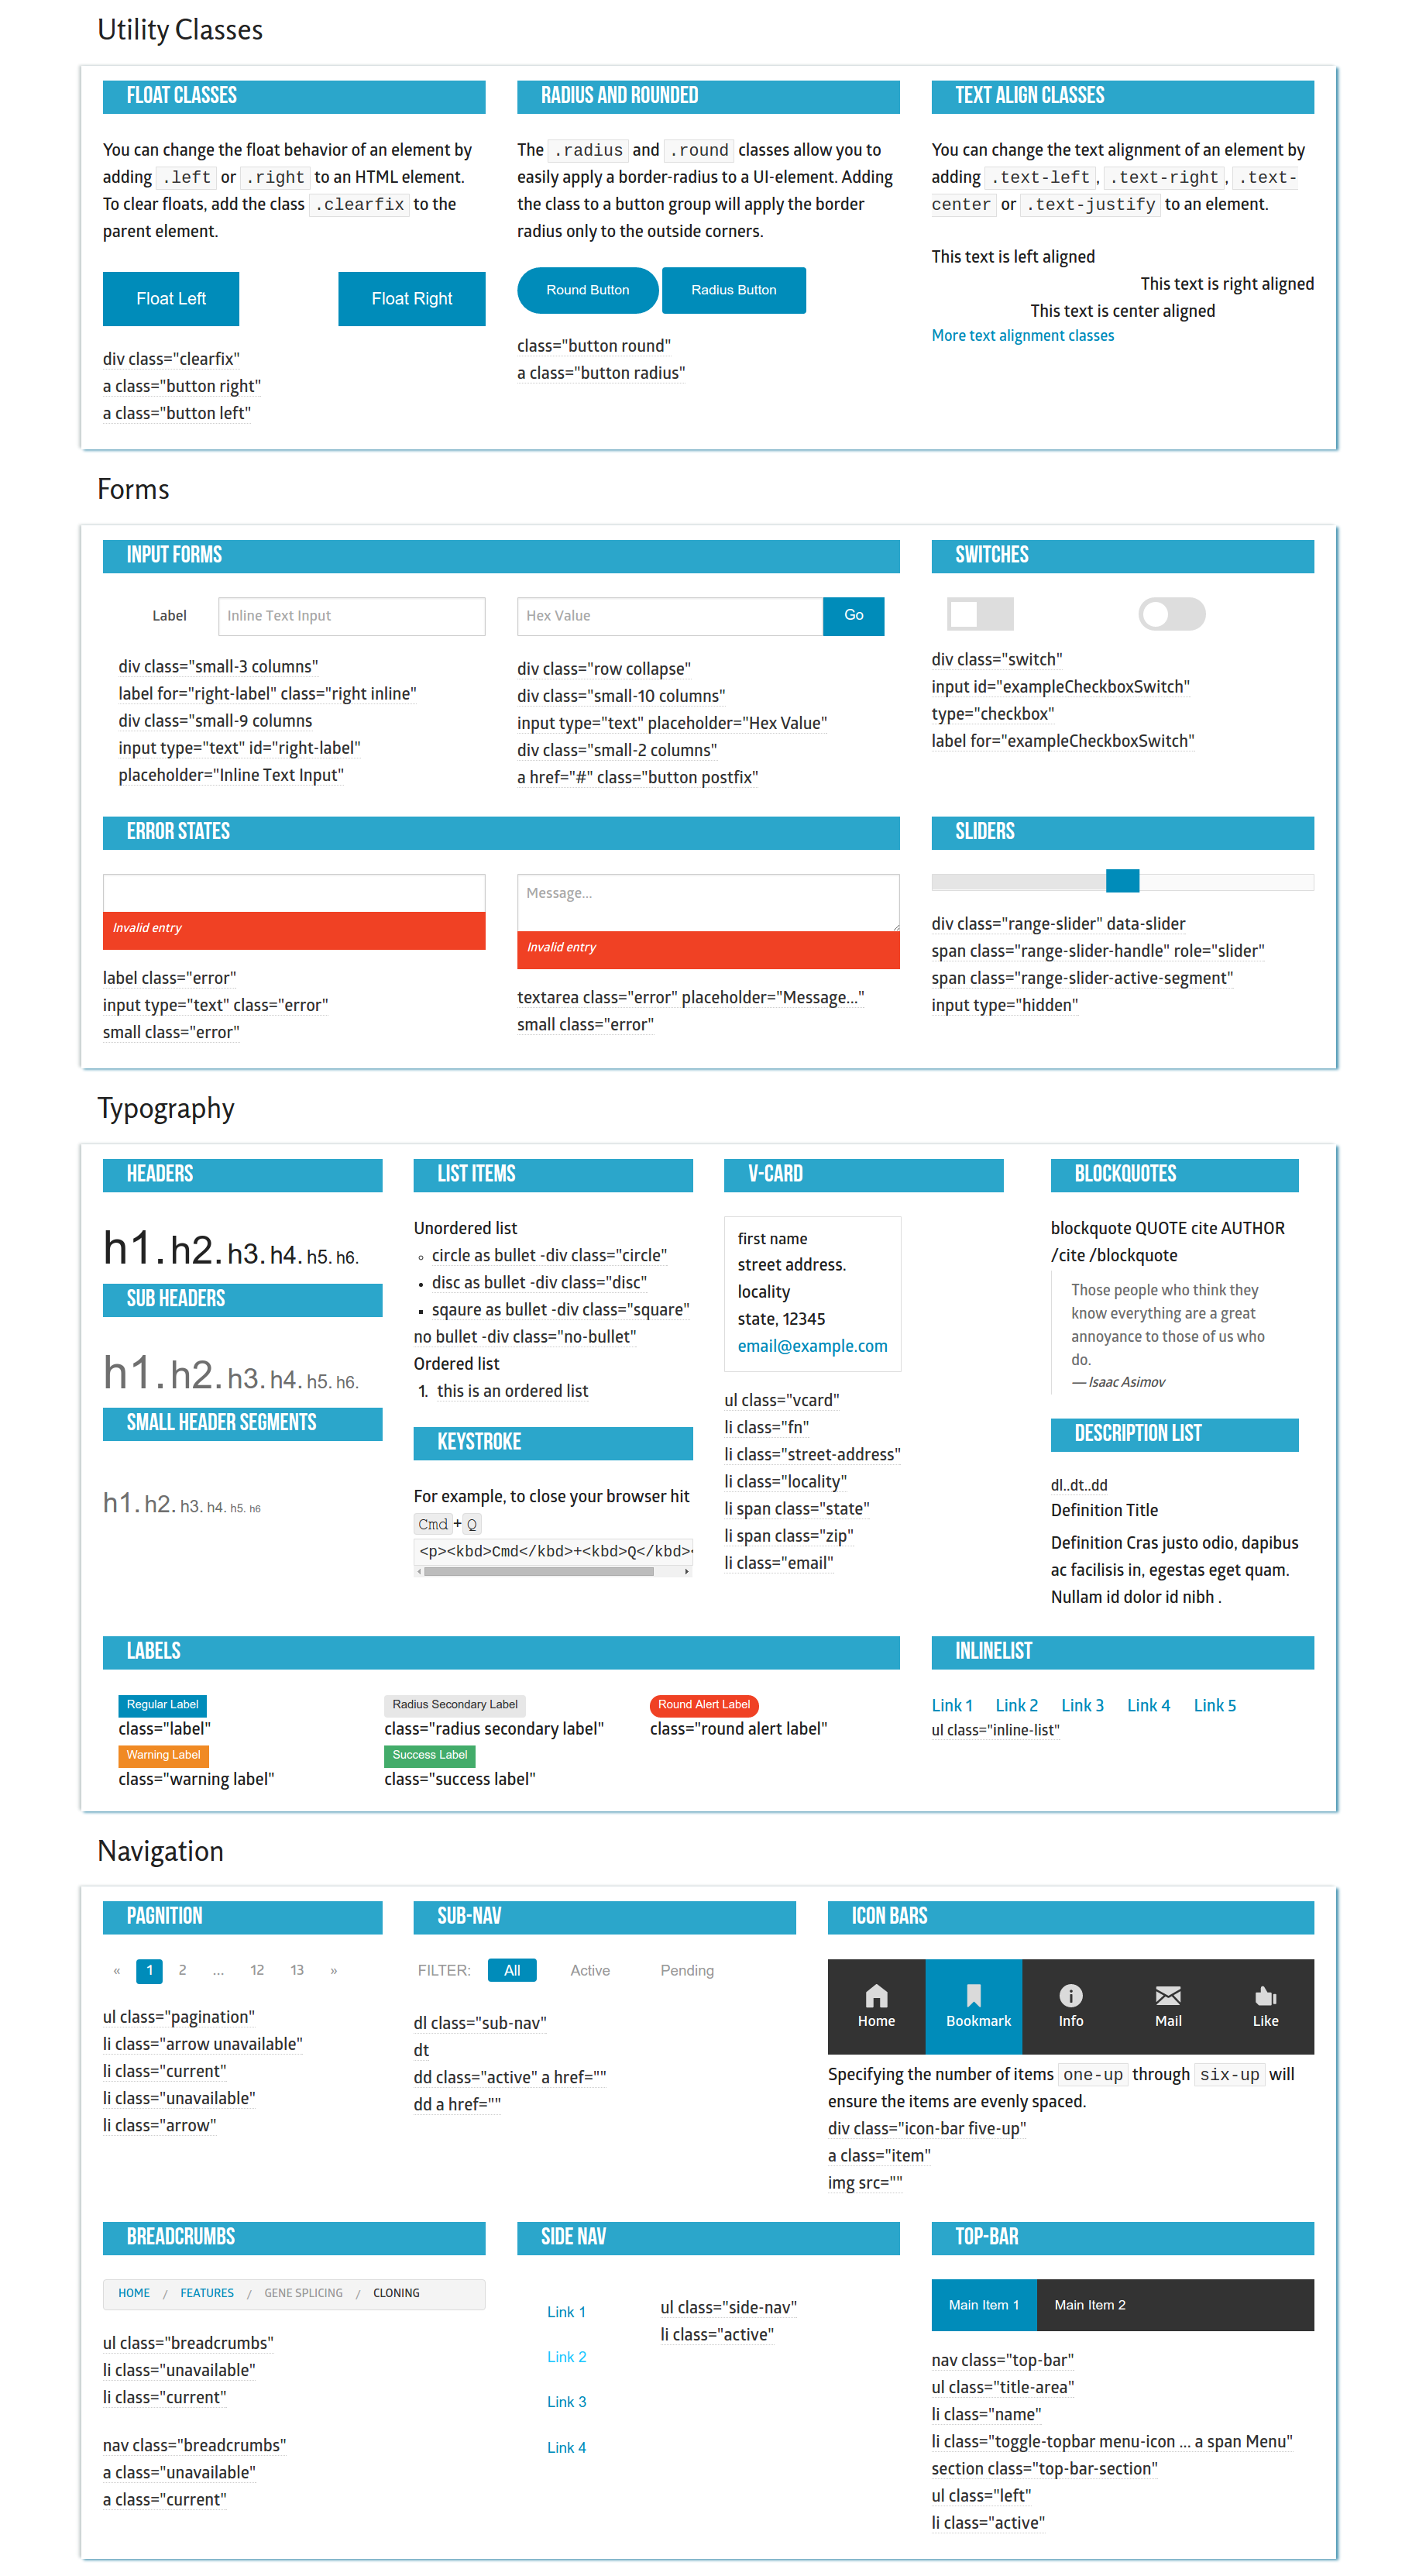 Utility Classes
FLOAT CLASSES
You can change the float behavior of an element by
adding .left or .right to an HTML element.
To clear floats, add the class .clearfix to the
parent element.
Float Left
Float Right
div class="clearfix"
a class="button right"
a class="button left"
RADIUS AND ROUNDED
The .radius and .round classes allow you to
easily apply a border-radius to a UI-element. Adding
the class to a button group will apply the border
radius only to the outside corners.
Round Button
Radius Button
class="button round"
a class="button radius"
TEXT ALIGN CLASSES
You can change the text alignment of an element by
adding .text-left, .text-right, .text-
center or .text-justify to an element.
This text is left aligned
This text is right aligned
This text is center aligned
More text alignment classes
Forms
INPUT FORMS
Label
Inline Text Input
div class="small-3 columns"
label for="right-label" class="right inline"
div class="small-9 columns
input type="text" id="right-label"
placeholder="Inline Text Input"
Hex Value
Go
div class="row collapse"
div class="small-10 columns"
input type="text" placeholder="Hex Value"
div class="small-2 columns"
a href="#" class="button postfix"
SWITCHES
div class="switch"
input id="exampleCheckboxSwitch"
type="checkbox"
label for="exampleCheckboxSwitch"
ERROR STATES
Invalid entry
label class="error"
input type="text" class="error"
small class="error"
Message...
Invalid entry
textarea class="error" placeholder="Message..."
small class="error"
SLIDERS
div class="range-slider" data-slider
span class="range-slider-handle" role="slider"
span class="range-slider-active-segment"
input type="hidden"
Typography
HEADERS
h1. h2. h3. h4. h5. h6.
SUB HEADERS
h1. h2. h3. h4. h5. h6.
SMALL HEADER SEGMENTS
h1. h2. h3. h4. h5. h6
LIST ITEMS
Unordered list
circle as bullet -div class="circle"
disc as bullet -div class="disc"
sqaure as bullet -div class="square"
no bullet -div class="no-bullet"
Ordered list
1. this is an ordered list
KEYSTROKE
For example, to close your browser hit
Cmd+Q
<p><kbd>Cmd</kbd>+<kbd>Q</kbd>
V-CARD
first name
street address.
locality
state, 12345
email@example.com
ul class="vcard"
li class="fn"
li class="street-address"
li class="locality"
li span class="state"
li span class="zip"
li class="email"
BLOCKQUOTES
blockquote QUOTE cite AUTHOR
/cite /blockquote
Those people who think they
know everything are a great
annoyance to those of us who
do.
— Isaac Asimov
DESCRIPTION LIST
dl..dt..dd
Definition Title
Definition Cras justo odio, dapibus
ac facilisis in, egestas eget quam.
Nullam id dolor id nibh .
LABELS
Regular Label
class="label"
Radius Secondary Label
class="radius secondary label"
Round Alert Label
class="round alert label"
Warning Label
class="warning label"
Success Label
class="success label"
INLINELIST
Link 1 Link 2 Link 3 Link 4 Link 5
ul class="inline-list"
Navigation
PAGNITION
« 1 2 ... 12 13 »
ul class="pagination"
li class="arrow unavailable"
li class="current"
li class="unavailable"
li class="arrow"
SUB-NAV
FILTER: All Active Pending
dl class="sub-nav"
dt
dd class="active" a href=""
dd a href=""
ICON BARS
Home Bookmark Info Mail Like
Specifying the number of items one-up through six-up will
ensure the items are evenly spaced.
div class="icon-bar five-up"
a class="item"
img src=""
BREADCRUMBS
HOME / FEATURES / GENE SPLICING / CLONING
ul class="breadcrumbs"
li class="unavailable"
li class="current"
nav class="breadcrumbs"
a class="unavailable"
a class="current"
SIDE NAV
Link 1
Link 2
Link 3
Link 4
ul class="side-nav"
li class="active"
TOP-BAR
Main Item 1 Main Item 2
nav class="top-bar"
ul class="title-area"
li class="name"
li class="toggle-topbar menu-icon ... a span Menu"
section class="top-bar-section"
ul class="left"
li class="active"